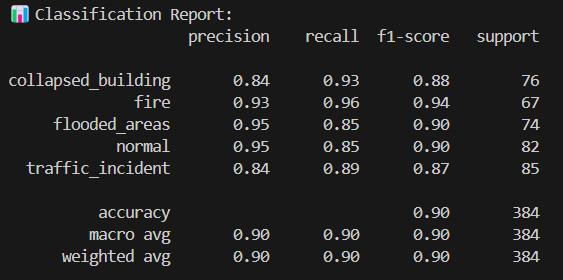 📊 Classification Report:
precision recall f1-score support
collapsed_building 0.84 0.93 0.88 76
fire 0.93 0.96 0.94 67
flooded_areas 0.95 0.85 0.90 74
normal 0.95 0.85 0.90 82
traffic_incident 0.84 0.89 0.87 85
accuracy 0.90 384
macro avg 0.90 0.90 0.90 384
weighted avg 0.90 0.90 0.90 384